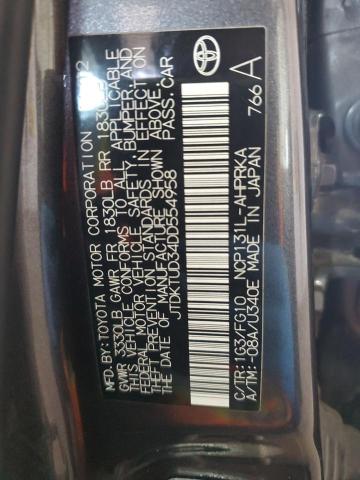 MFD. BY: TOYOTA MOTOR CORPORATION
GVWR 3330LB GAWR FR 1830LB RR 1830LB
THIS VEHICLE CONFORMS TO ALL APPLICABLE
FEDERAL MOTOR VEHICLE SAFETY, BUMPER, AND
THEFT PREVENTION STANDARDS IN EFFECT ON
THE DATE OF MANUFACTURE SHOWN ABOVE.
JTDKTUD34DD554958 PASS.CAR
C/TR:1G3/FG10 NCP131L-AHPRKA
A/TM:-08A/U340E MADE IN JAPAN
766 A
TOYOTA